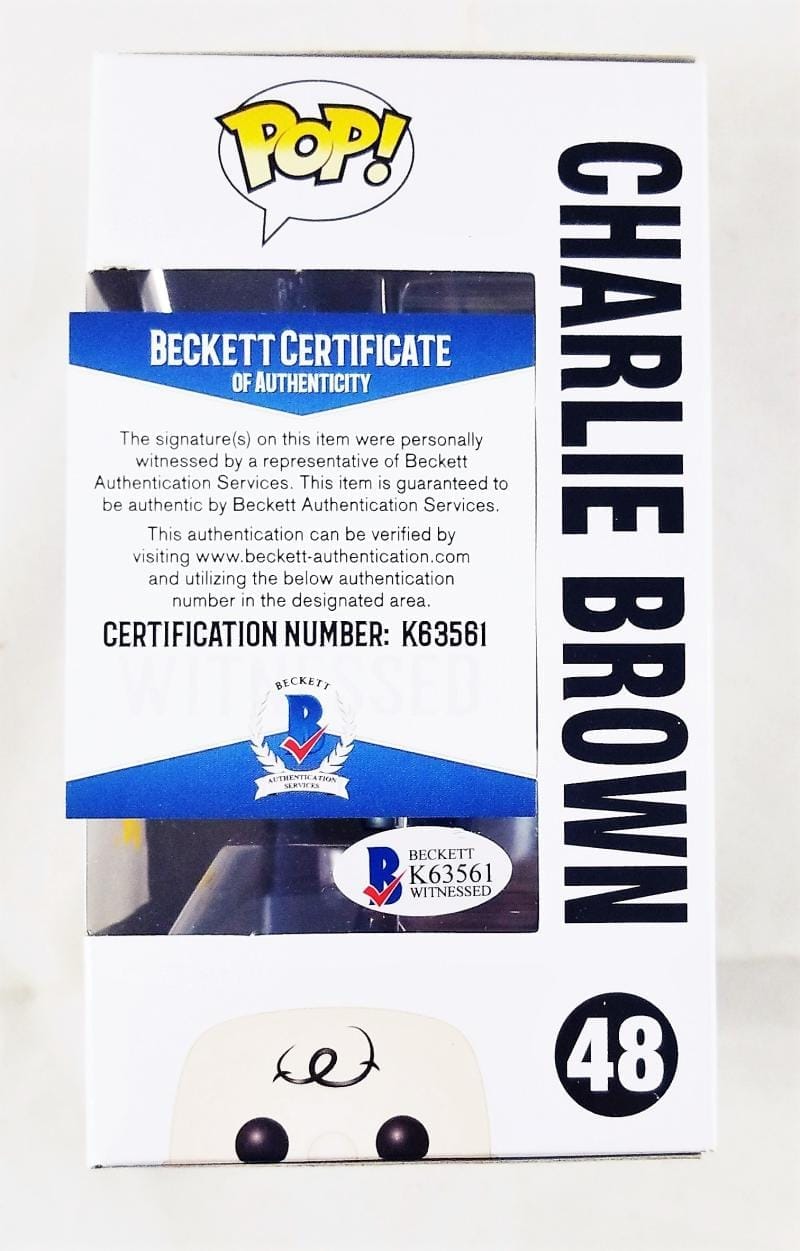 POP!
CHARLIE BROWN
BECKETT CERTIFICATE
OF AUTHENTICITY
The signature(s) on this item were personally
witnessed by a representative of Beckett
Authentication Services. This item is guaranteed to
be authentic by Beckett Authentication Services.
This authentication can be verified by
visiting www.beckett-authentication.com
and utilizing the below authentication
number in the designated area.
CERTIFICATION NUMBER: K63561
WITNESSED
BECKETT
B
AUTHENTICATION
SERVICES
B
BECKETT
K63561
WITNESSED
48